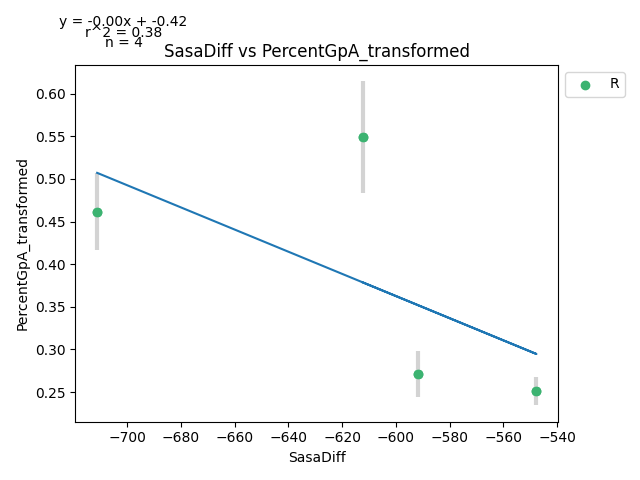 y = -0.00x + -0.42
r^2 = 0.38
n = 4
SasaDiff vs PercentGpA_transformed
R
PercentGpA_transformed
0.60
0.55
0.50
0.45
0.40
0.35
0.30
0.25
−700 −680 −660 −640 −620 −600 −580 −560 −540
SasaDiff